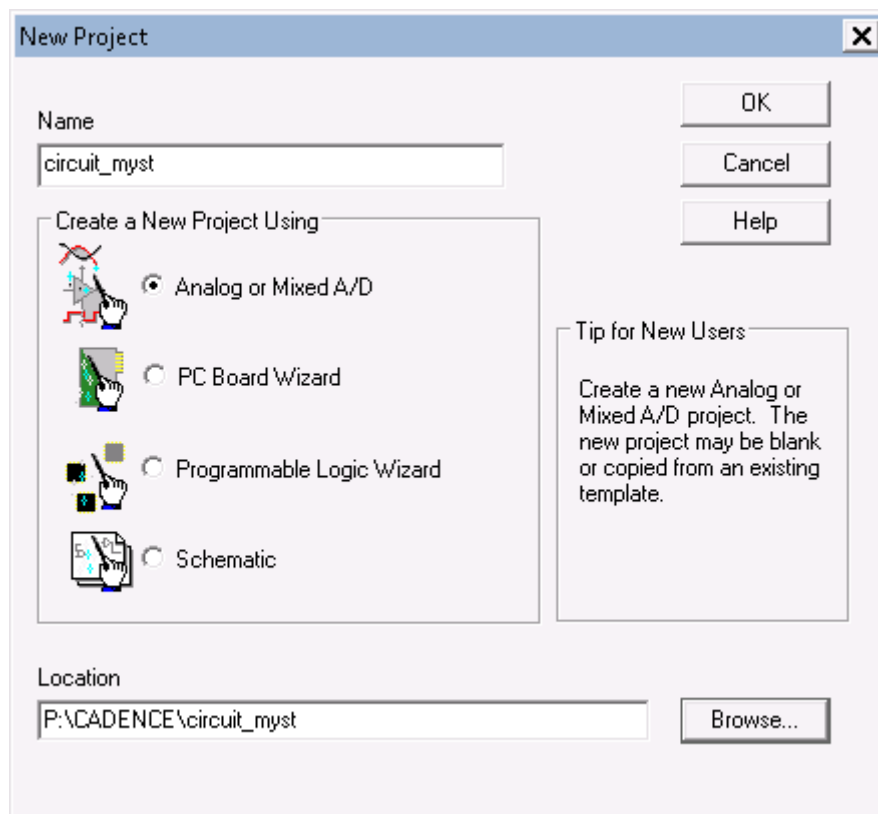 New Project
Name
circuit_myst
OK
Cancel
Help
Create a New Project Using
Analog or Mixed A/D
PC Board Wizard
Programmable Logic Wizard
Schematic
Tip for New Users
Create a new Analog or
Mixed A/D project. The
new project may be blank
or copied from an existing
template.
Location
P:\CADENCE\circuit_myst
Browse...